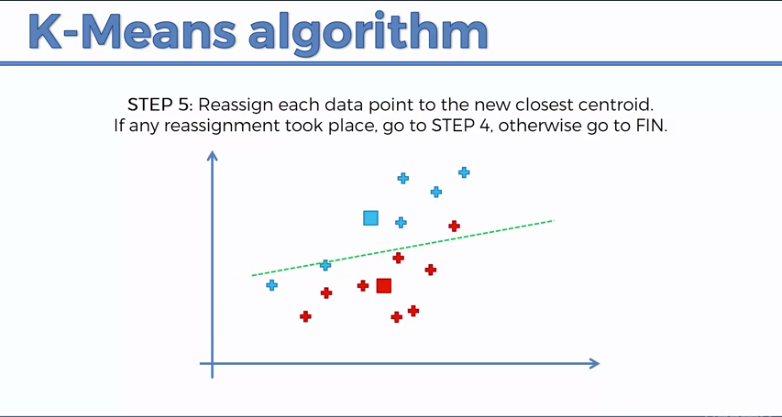 K-Means algorithm
STEP 5: Reassign each data point to the new closest centroid.
If any reassignment took place, go to STEP 4, otherwise go to FIN.